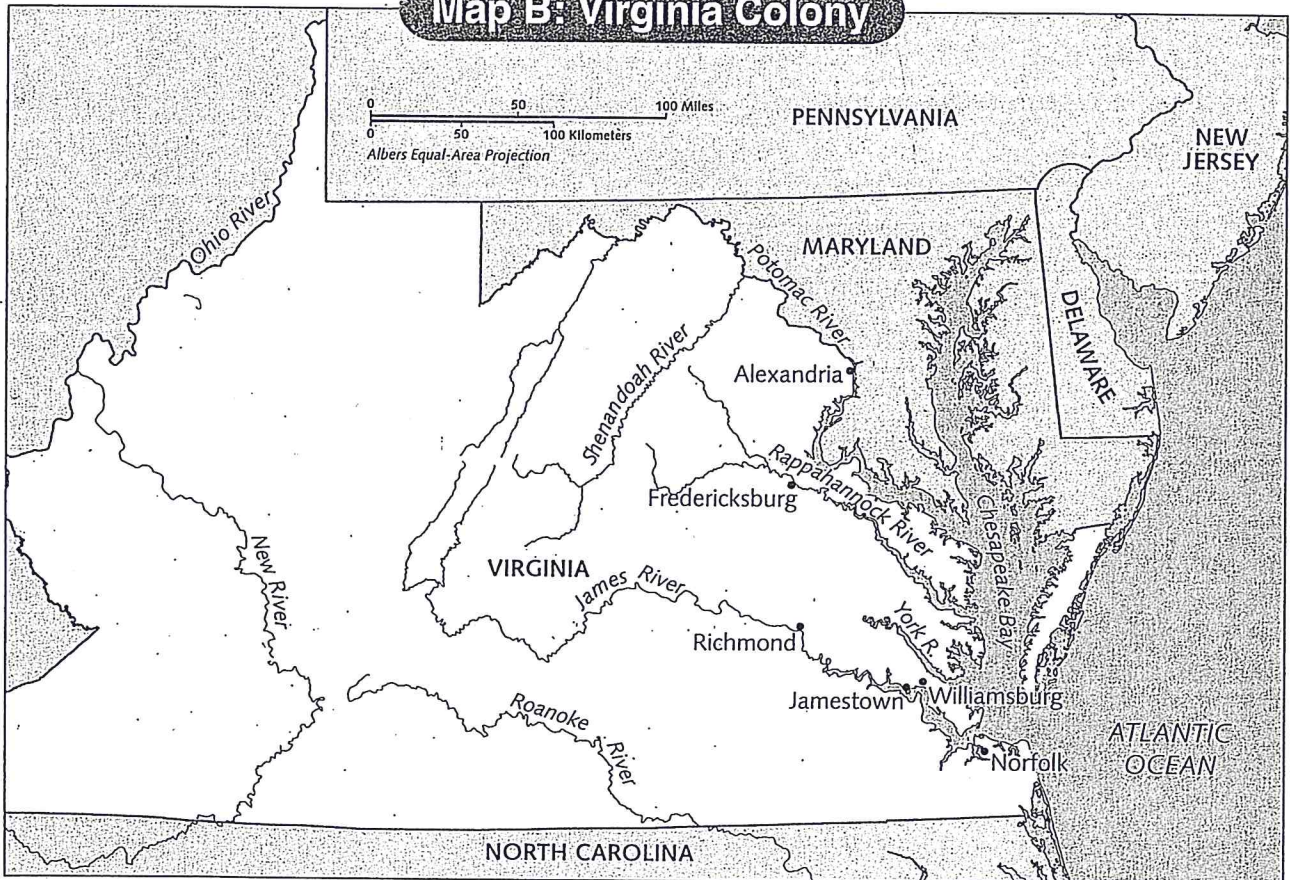 Map B: Virginia Colony
0 50 100 Miles
0 50 100 Kilometers
Albers Equal-Area Projection
PENNSYLVANIA
NEW
JERSEY
Ohio River
MARYLAND
Potomac River
DELAWARE
Shenandoah River
Alexandria
Rappahannock River
Fredericksburg
Chesapeake Bay
New River
VIRGINIA
James River
York R.
Richmond
Jamestown
Williamsburg
Roanoke River
ATLANTIC
OCEAN
Norfolk
NORTH CAROLINA